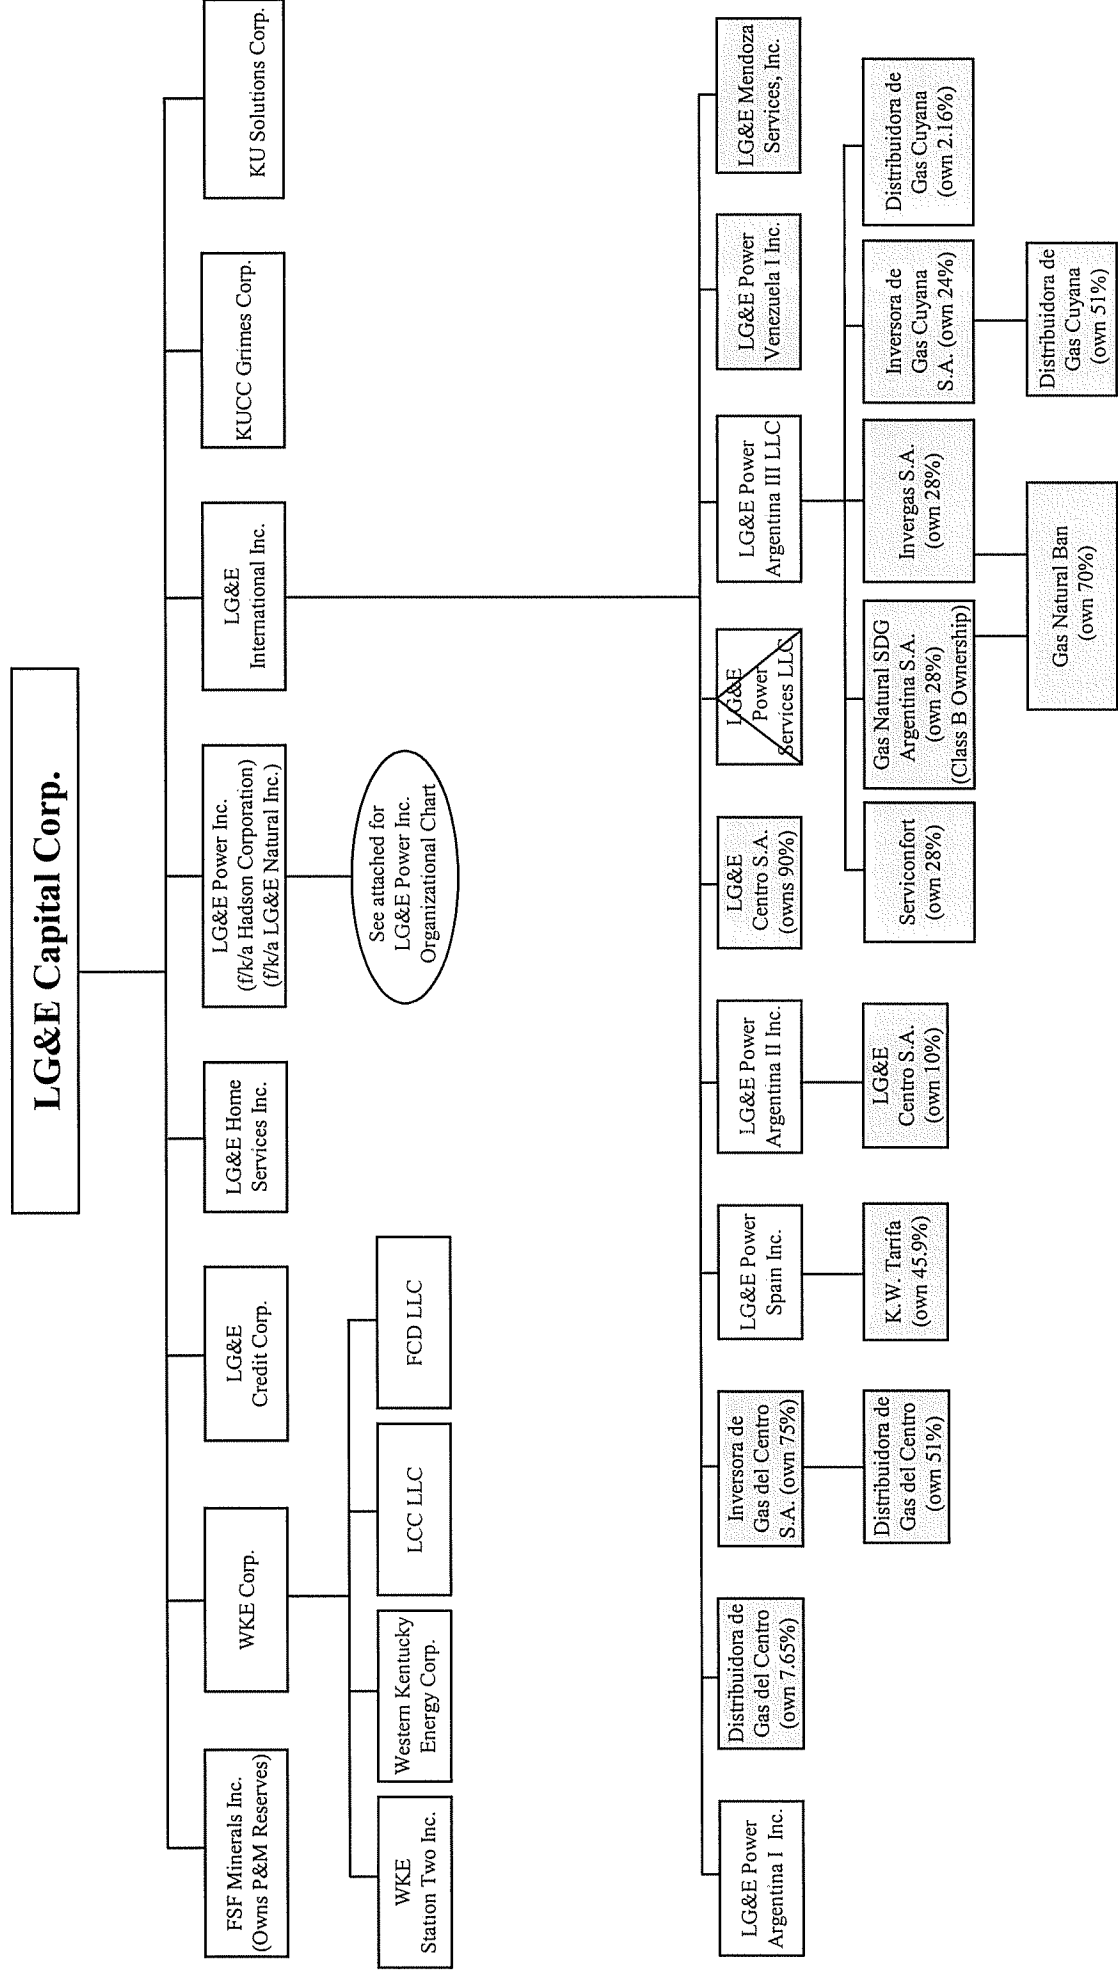 LG&E Capital Corp.
FSF Minerals Inc.
(Owns P&M Reserves)
WKE Corp.
LG&E
Credit Corp.
LG&E Home
Services Inc.
LG&E Power Inc.
(f/k/a Hadson Corporation)
(f/k/a LG&E Natural Inc.)
LG&E
International Inc.
KUCC Grimes Corp.
KU Solutions Corp.
WKE
Station Two Inc.
Western Kentucky
Energy Corp.
LCC LLC
FCD LLC
See attached for
LG&E Power Inc.
Organizational Chart
LG&E Power
Argentina I Inc.
Distribuidora de
Gas del Centro
(own 7.65%)
Inversora de
Gas del Centro
S.A. (own 75%)
LG&E Power
Spain Inc.
LG&E Power
Argentina II Inc.
LG&E
Centro S.A.
(owns 90%)
LG&E
Power
Services LLC
LG&E Power
Argentina III LLC
LG&E Power
Venezuela I Inc.
LG&E Mendoza
Services, Inc.
Distribuidora de
Gas del Centro
(own 51%)
K.W. Tarifa
(own 45.9%)
LG&E
Centro S.A.
(own 10%)
Serviconfort
(own 28%)
Gas Natural SDG
Argentina S.A.
(own 28%)
(Class B Ownership)
Invergas S.A.
(own 28%)
Inversora de
Gas Cuyana
S.A. (own 24%)
Distribuidora de
Gas Cuyana
(own 2.16%)
Gas Natural Ban
(own 70%)
Distribuidora de
Gas Cuyana
(own 51%)